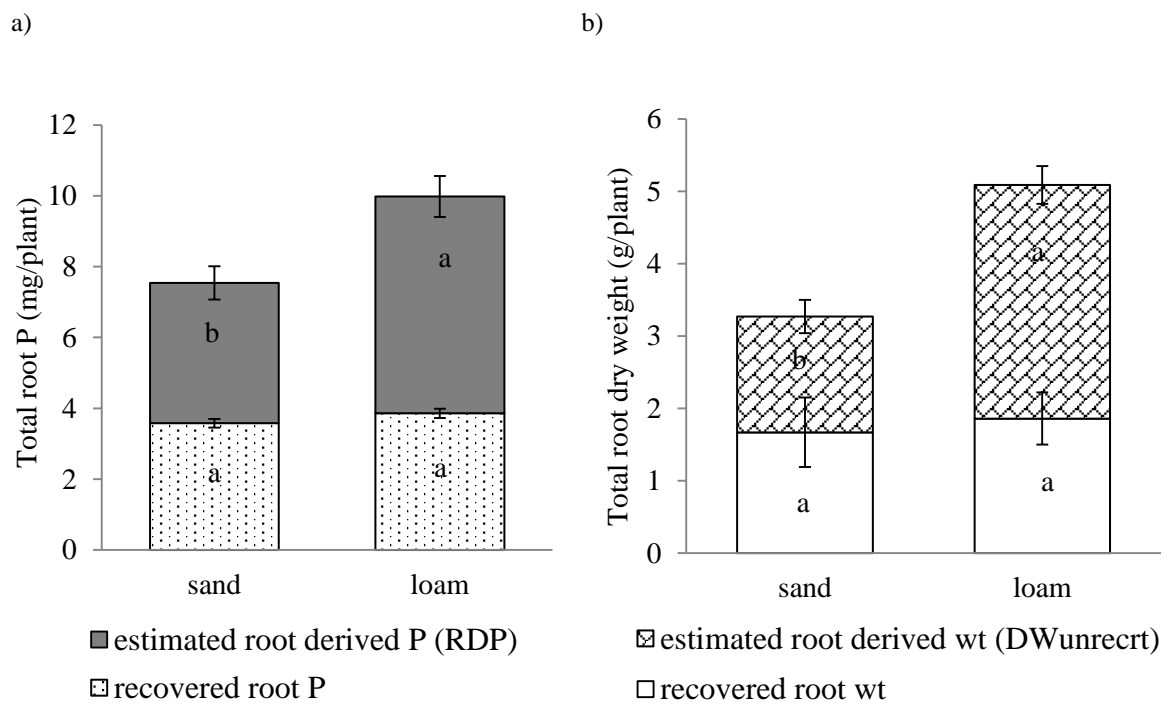 a)
Total root P (mg/plant)
12
10
8
6
4
2
0
a
b
a
a
sand
loam
estimated root derived P (RDP)
recovered root P
b)
Total root dry weight (g/plant)
6
5
4
3
2
1
0
a
b
a
a
sand
loam
estimated root derived wt (DWunrecrt)
recovered root wt